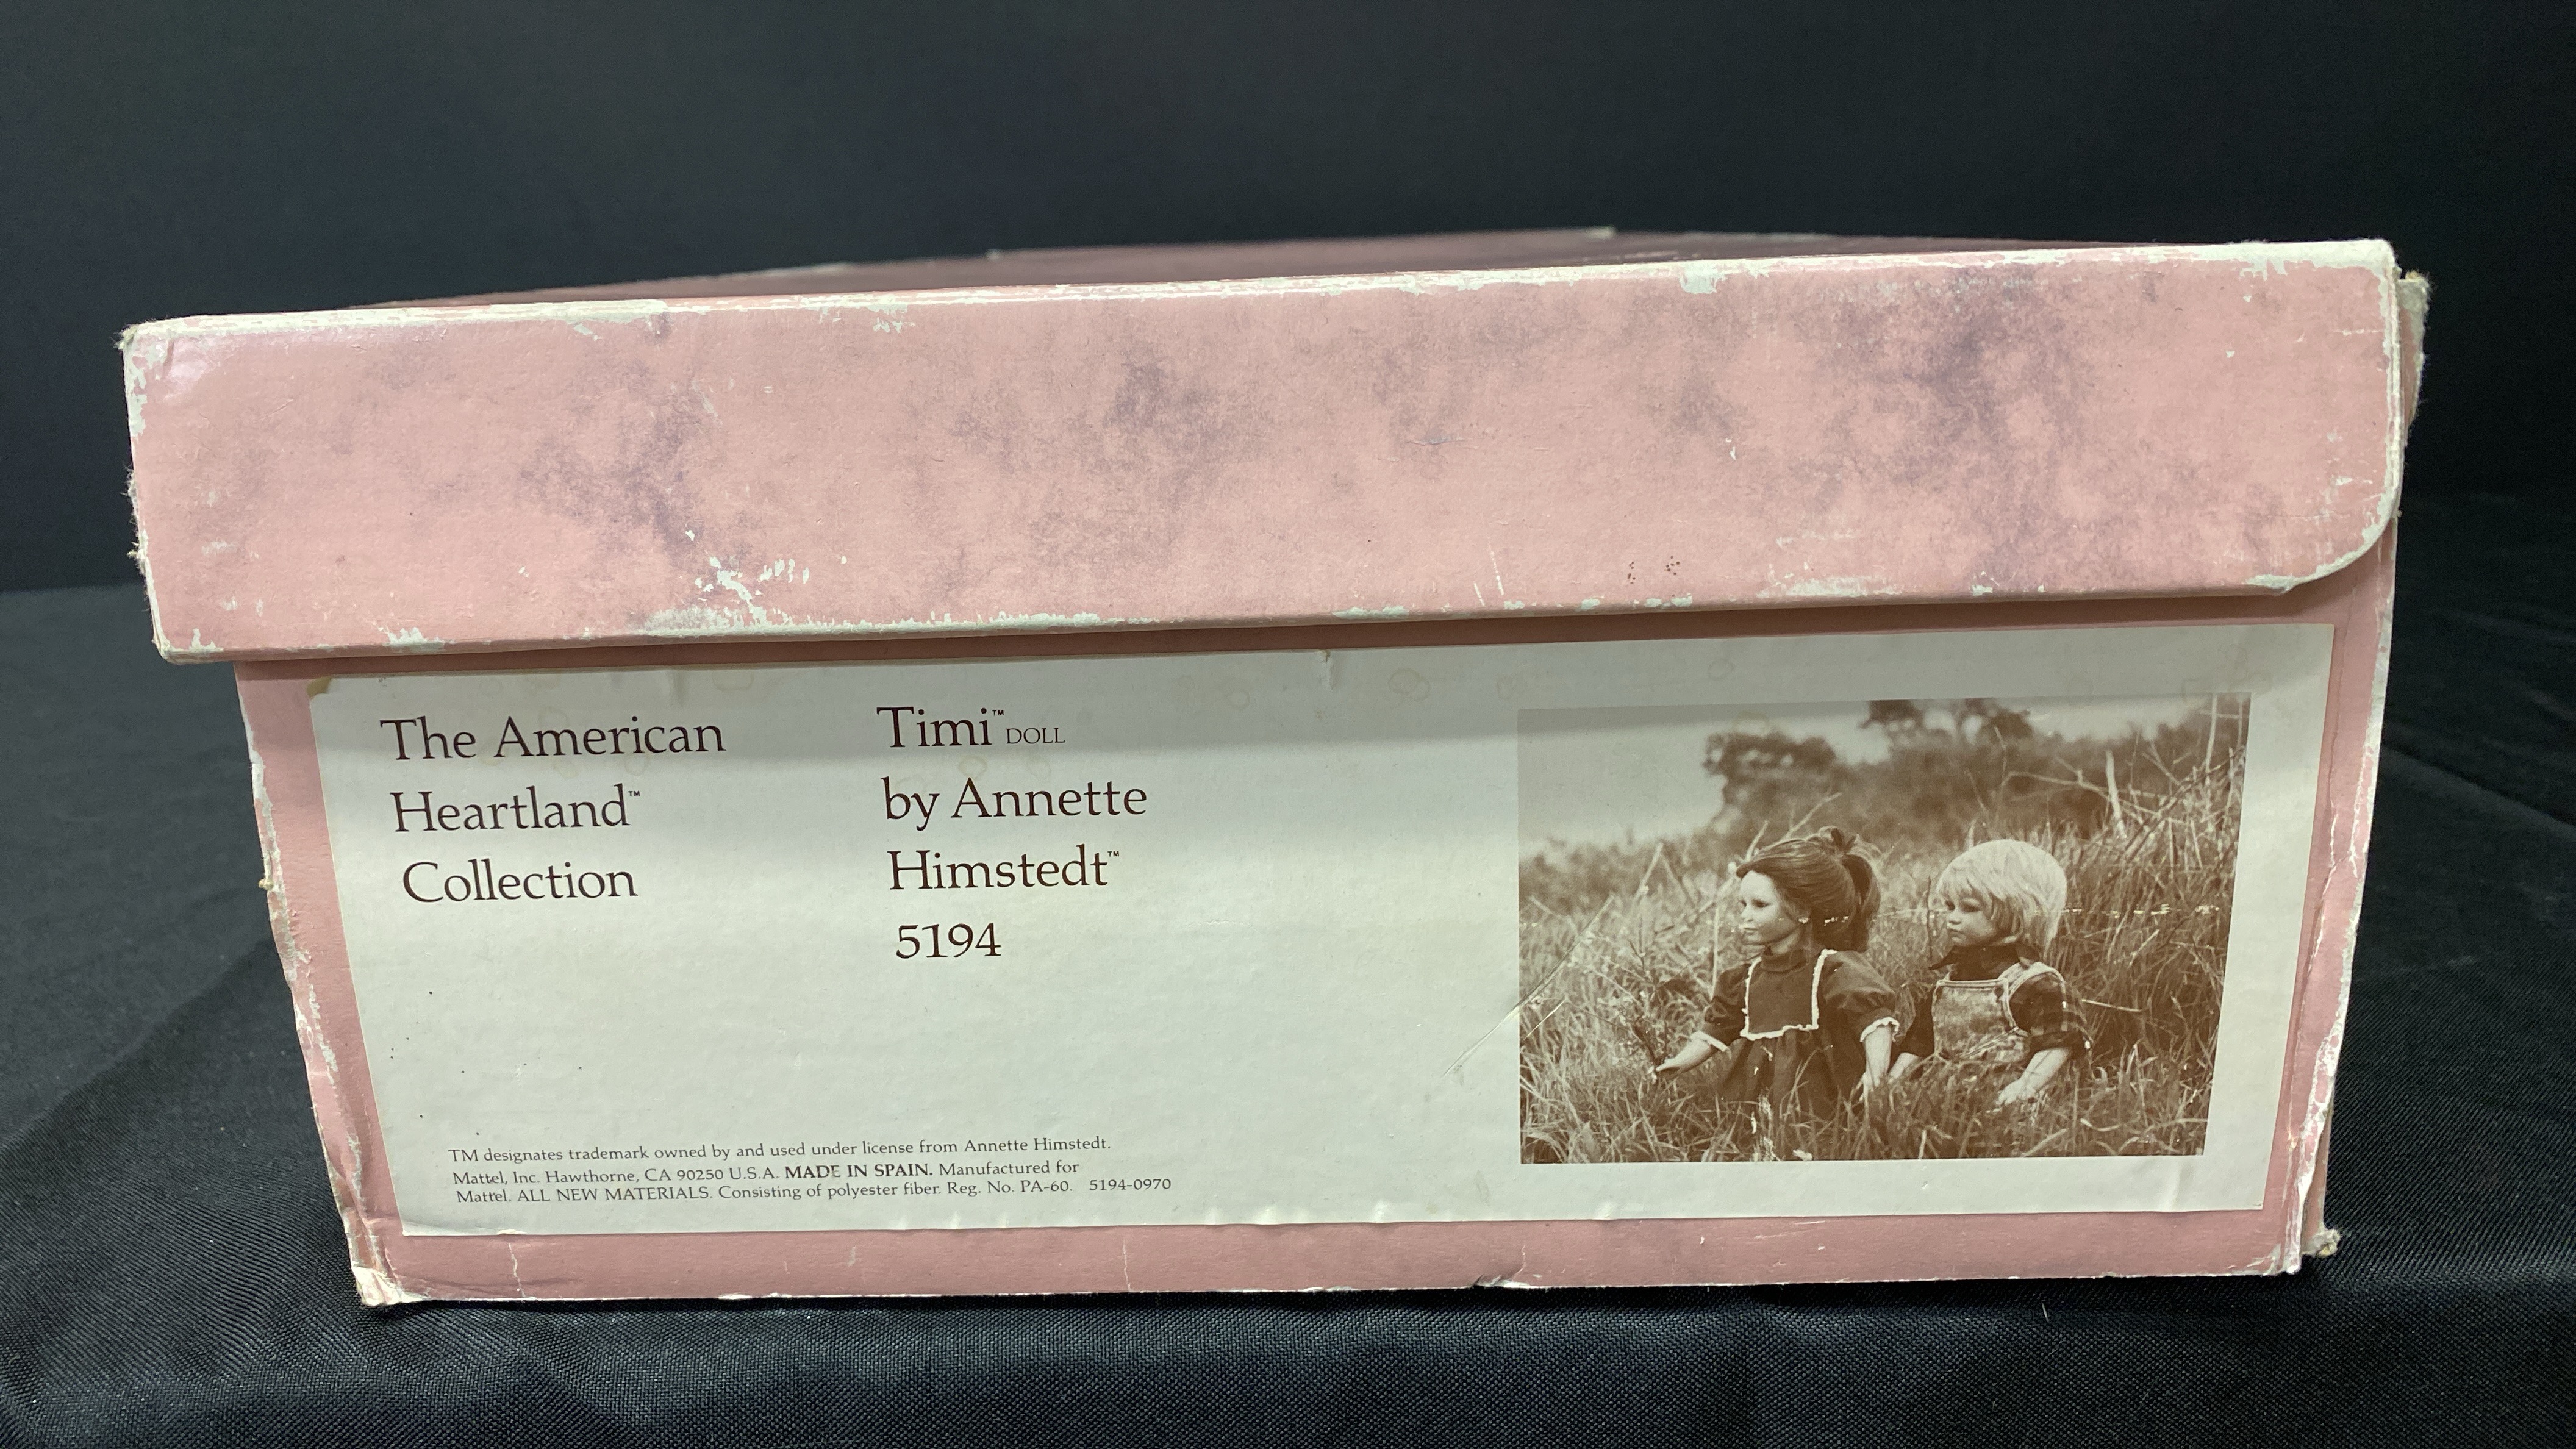 The American
Heartland™
Collection
Timi™ DOLL
by Annette
Himstedt™
5194
TM designates trademark owned by and used under license from Annette Himstedt.
Mattel, Inc. Hawthorne, CA 90250 U.S.A. MADE IN SPAIN. Manufactured for
Mattel. ALL NEW MATERIALS. Consisting of polyester fiber. Reg. No. PA-60. 5194-0970